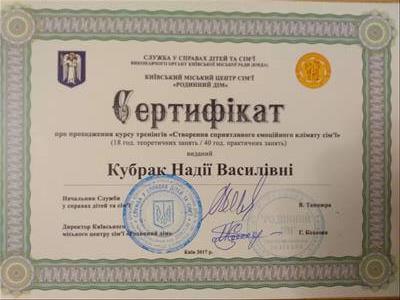 СЛУЖБА У СПРАВАХ ДІТЕЙ ТА СІМ'Ї
ВИКОНАВЧОГО ОРГАНУ КИЇВСЬКОЇ МІСЬКОЇ РАДИ (КМДА)
КИЇВСЬКИЙ МІСЬКИЙ ЦЕНТР СІМ'Ї
«РОДИННИЙ ДІМ»
Сертифікат
про проходження курсу тренінгів «Створення сприятливого емоційного клімату сім'ї»
(18 год. теоретичних занять / 40 год. практичних занять)
виданий
Кубрак Надії Василівні
Начальник Служби
у справах дітей та сім'ї
В. Танцюра
Директор Київського
міського центру сім'ї «Родинний дім»
Київ 2017 р.